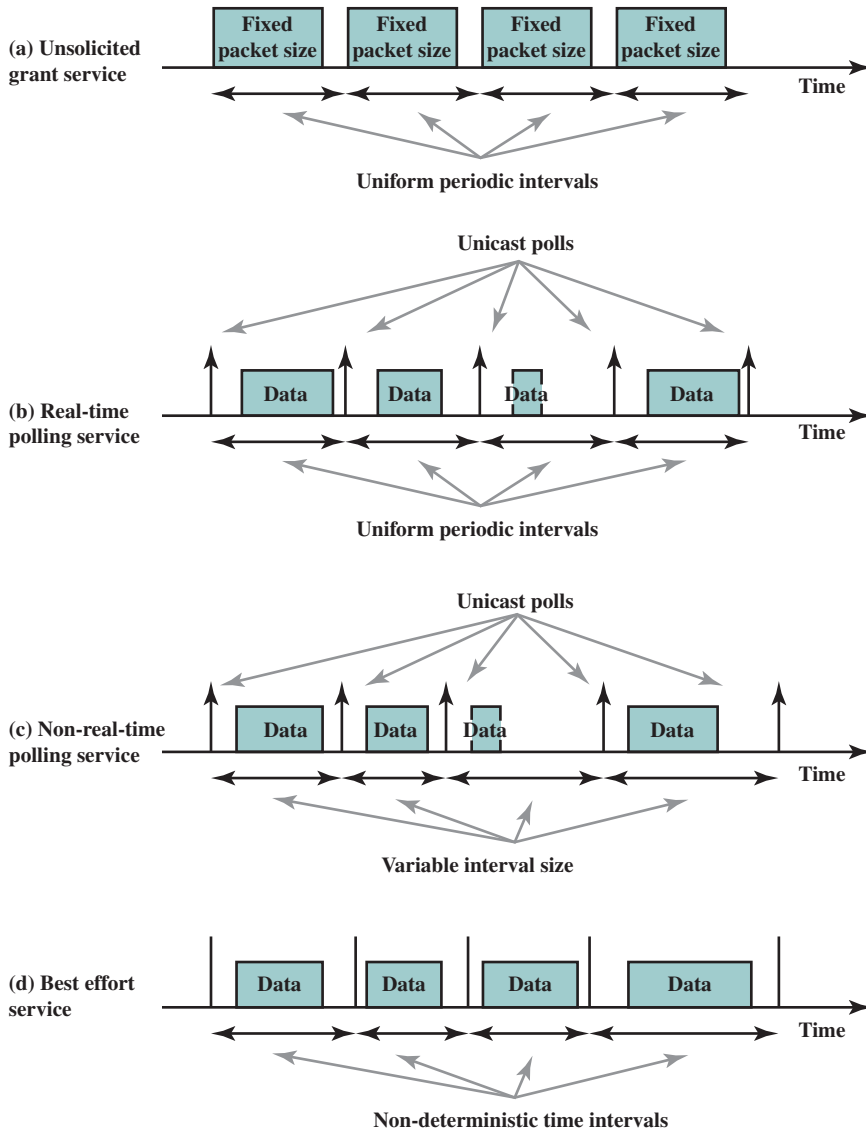 (a) Unsolicited
grant service
Fixed
packet size
Fixed
packet size
Fixed
packet size
Fixed
packet size
Time
Uniform periodic intervals
Unicast polls
(b) Real-time
polling service
Data
Data
Data
Data
Time
Uniform periodic intervals
Unicast polls
(c) Non-real-time
polling service
Data
Data
Data
Data
Time
Variable interval size
(d) Best effort
service
Data
Data
Data
Data
Time
Non-deterministic time intervals